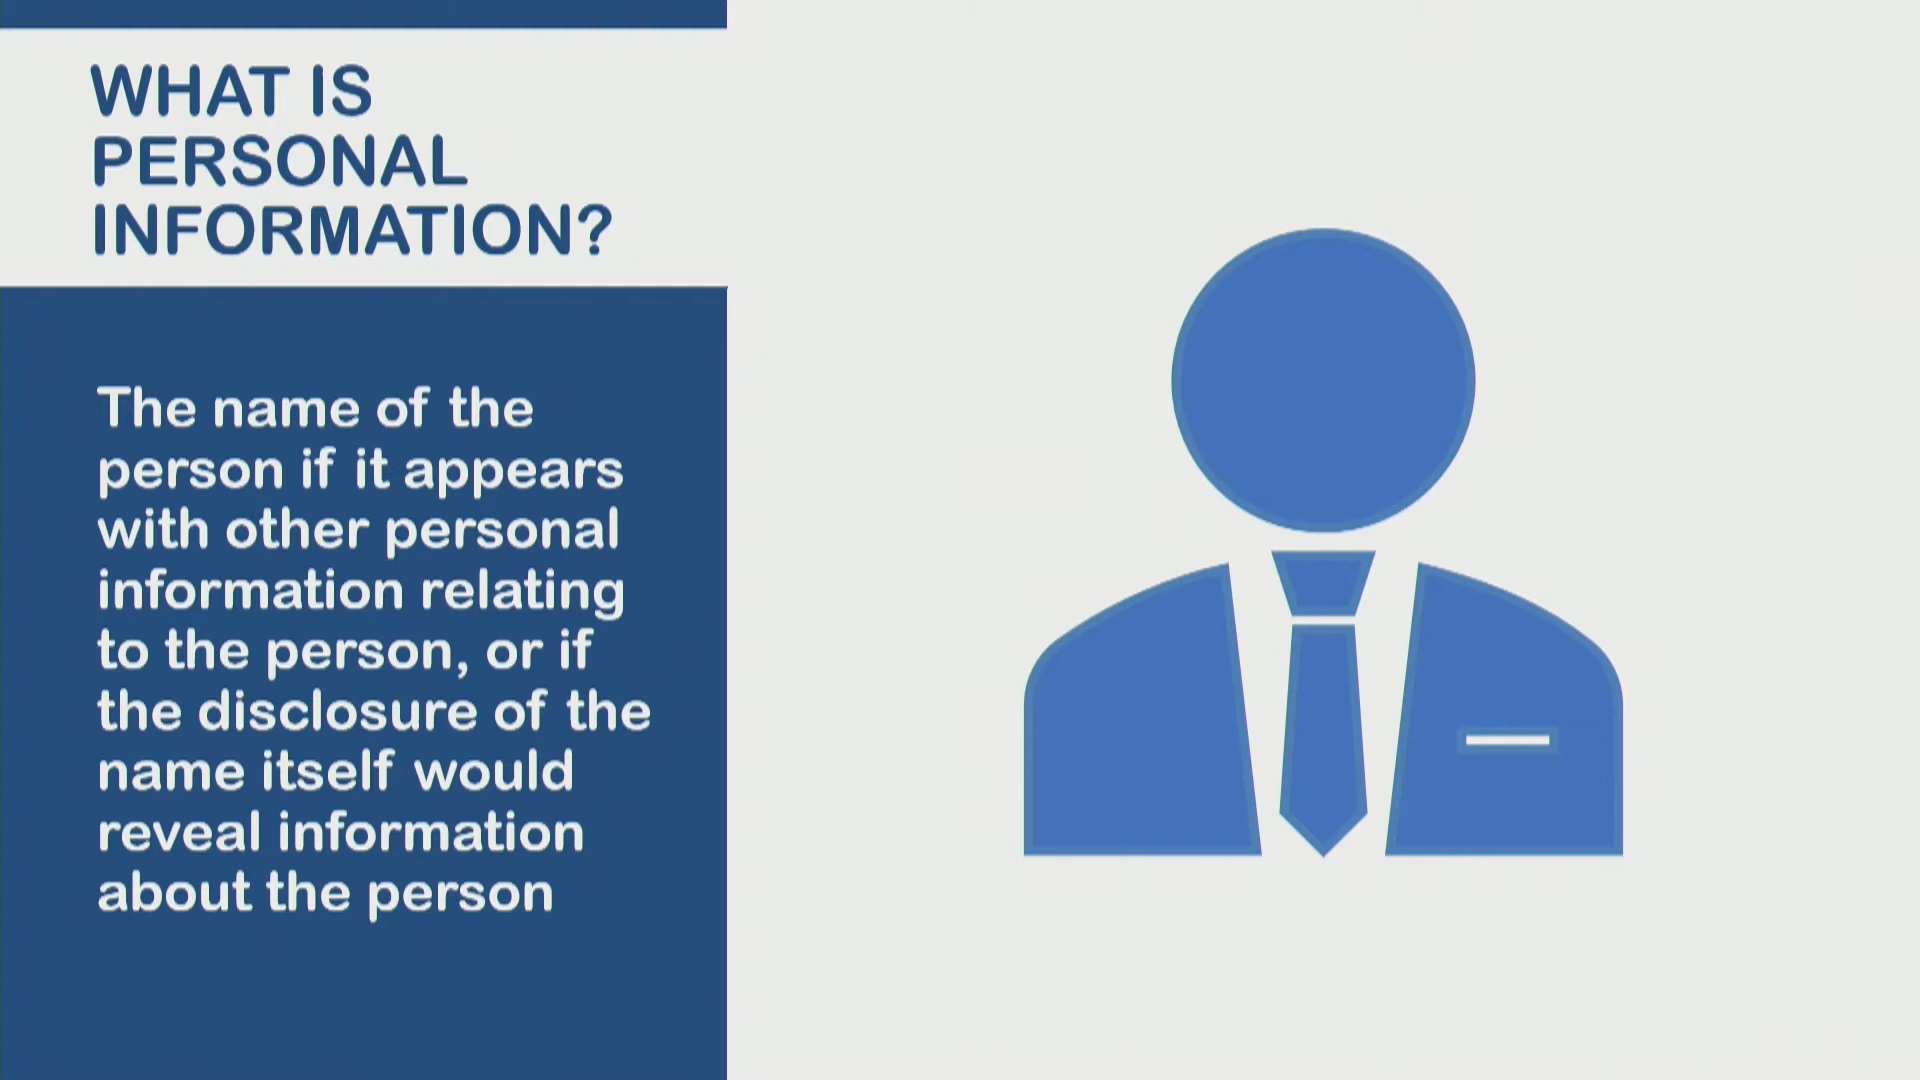 WHAT IS
PERSONAL
INFORMATION?
The name of the
person if it appears
with other personal
information relating
to the person, or if
the disclosure of the
name itself would
reveal information
about the person